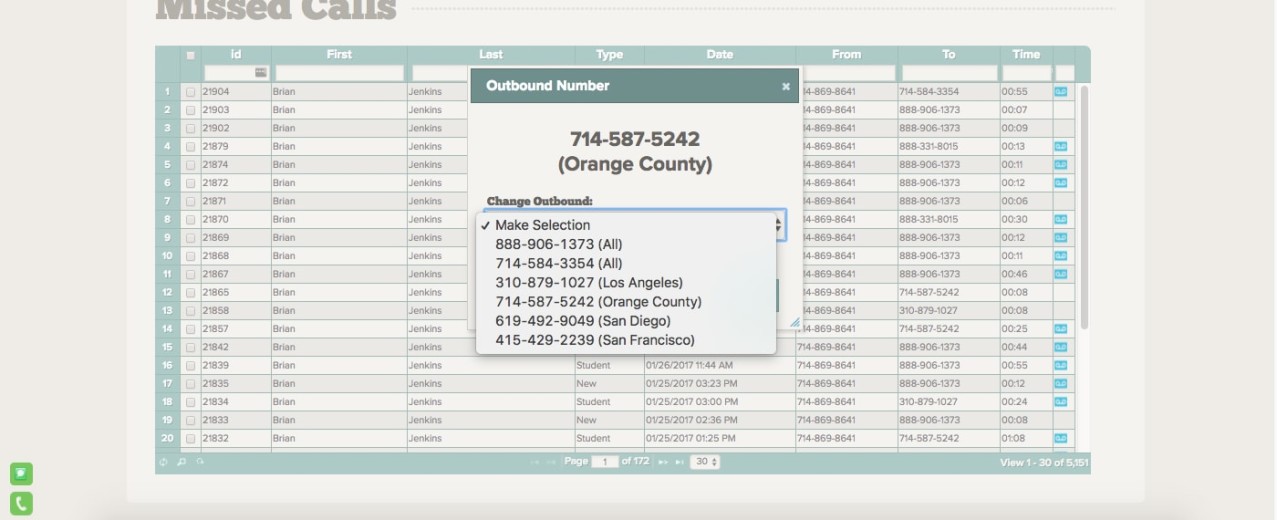 Missed Calls
id First Last Type Date From To Time
Outbound Number ×
714-587-5242
(Orange County)
Change Outbound:
✓ Make Selection
888-906-1373 (All)
714-584-3354 (All)
310-879-1027 (Los Angeles)
714-587-5242 (Orange County)
619-492-9049 (San Diego)
415-429-2239 (San Francisco)
1 21904 Brian Jenkins 14-869-8641 714-584-3354 00:55
2 21903 Brian Jenkins 14-869-8641 888-906-1373 00:07
3 21902 Brian Jenkins 14-869-8641 888-906-1373 00:09
4 21879 Brian Jenkins 14-869-8641 888-331-8015 00:13
5 21874 Brian Jenkins 14-869-8641 888-906-1373 00:11
6 21872 Brian Jenkins 14-869-8641 888-906-1373 00:12
7 21871 Brian Jenkins 14-869-8641 888-906-1373 00:06
8 21870 Brian Jenkins 14-869-8641 888-331-8015 00:30
9 21869 Brian Jenkins 14-869-8641 888-906-1373 00:12
10 21868 Brian Jenkins 14-869-8641 888-906-1373 00:11
11 21867 Brian Jenkins 14-869-8641 888-906-1373 00:46
12 21865 Brian Jenkins 14-869-8641 714-587-5242 00:08
13 21858 Brian Jenkins 14-869-8641 310-879-1027 00:08
14 21857 Brian Jenkins 14-869-8641 714-587-5242 00:25
15 21842 Brian Jenkins 714-869-8641 888-906-1373 00:44
16 21839 Brian Jenkins Student 01/26/2017 11:44 AM 714-869-8641 888-906-1373 00:55
17 21835 Brian Jenkins New 01/25/2017 03:23 PM 714-869-8641 888-906-1373 00:12
18 21834 Brian Jenkins Student 01/25/2017 03:00 PM 714-869-8641 310-879-1027 00:24
19 21833 Brian Jenkins New 01/25/2017 02:36 PM 714-869-8641 888-906-1373 00:08
20 21832 Brian Jenkins Student 01/25/2017 01:25 PM 714-869-8641 714-587-5242 01:08
Page 1 of 172 30 View 1 - 30 of 5,151